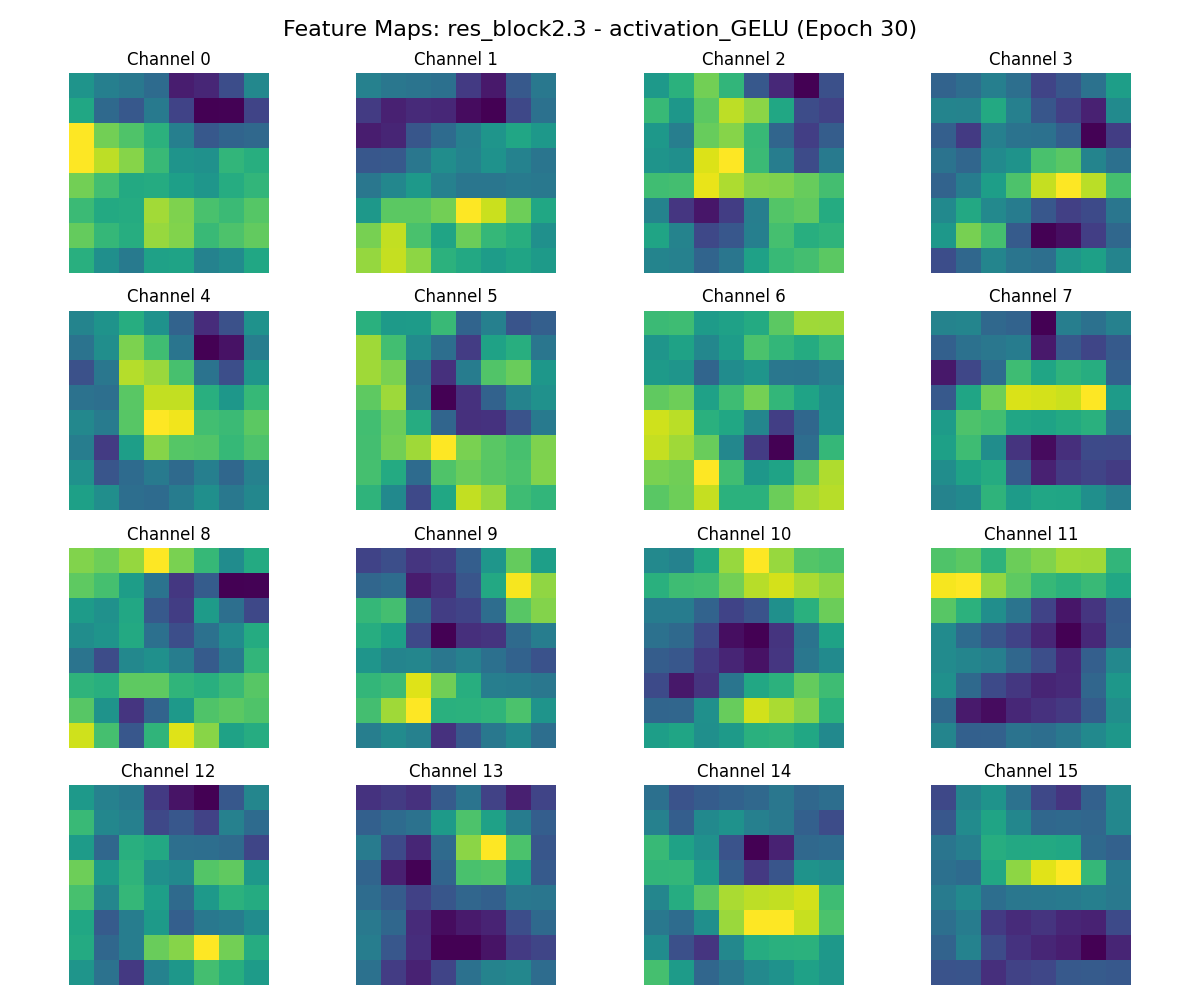 Feature Maps: res_block2.3 - activation_GELU (Epoch 30)
Channel 0
Channel 1
Channel 2
Channel 3
Channel 4
Channel 5
Channel 6
Channel 7
Channel 8
Channel 9
Channel 10
Channel 11
Channel 12
Channel 13
Channel 14
Channel 15